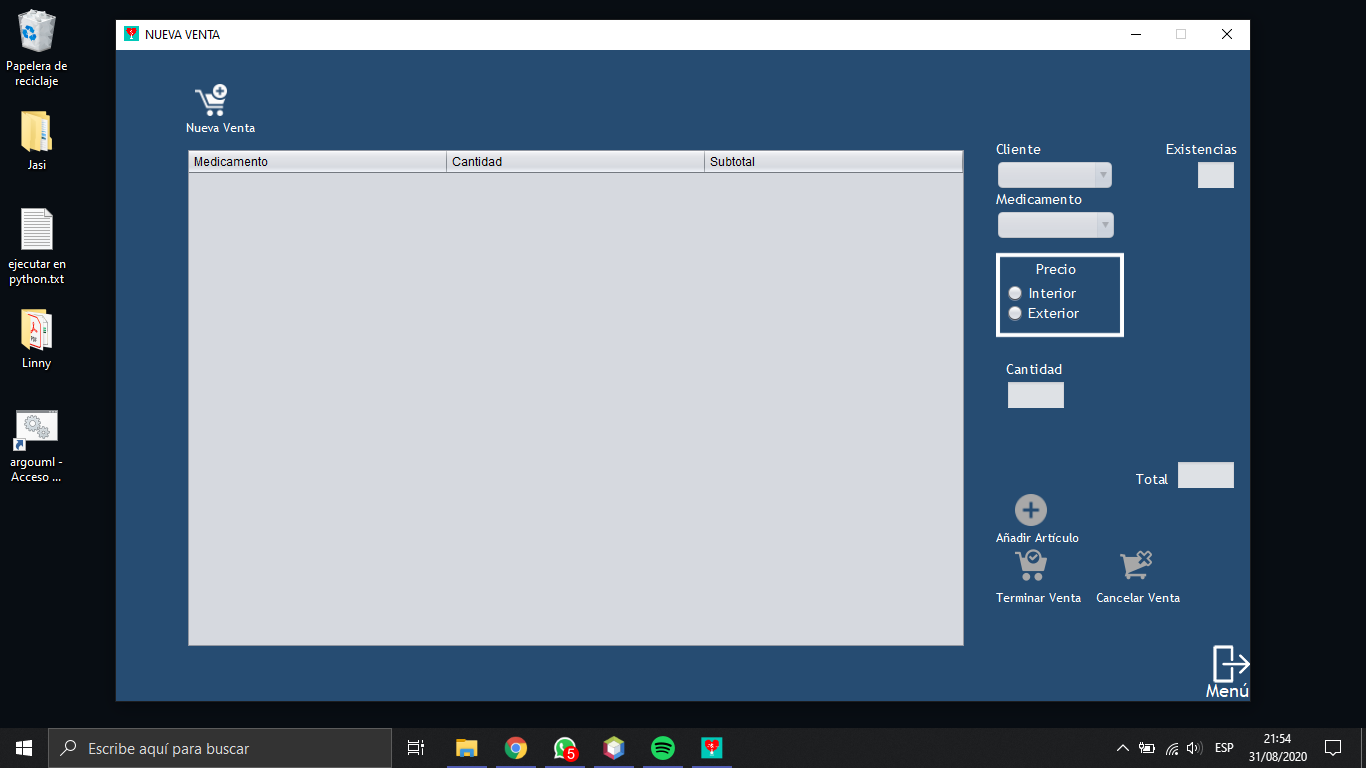 Papelera de
reciclaje
Jasi
ejecutar en
python.txt
Linny
argouml -
Acceso ...
NUEVA VENTA
Nueva Venta
Medicamento Cantidad Subtotal
Cliente Existencias
Medicamento
Precio
Interior
Exterior
Cantidad
Total
Añadir Artículo
Terminar Venta Cancelar Venta
Menú
Escribe aquí para buscar
5
ESP
21:54
31/08/2020